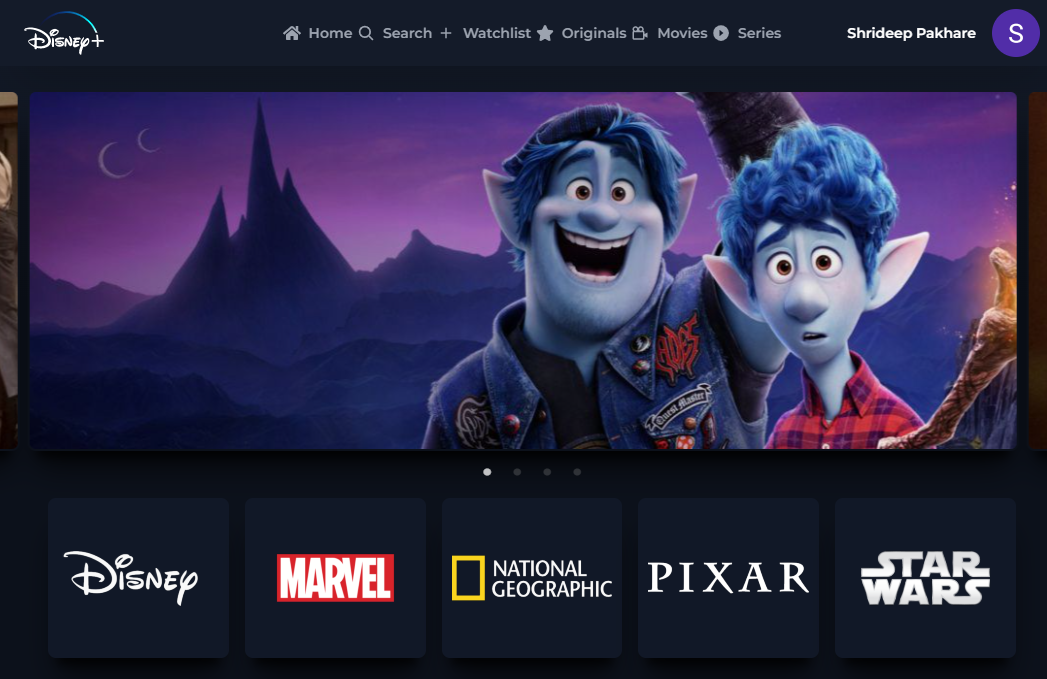 Disney+
Home Search Watchlist Originals Movies Series
Shrideep Pakhare
S
Quest Master
Disney
MARVEL
NATIONAL
GEOGRAPHIC
PIXAR
STAR
WARS